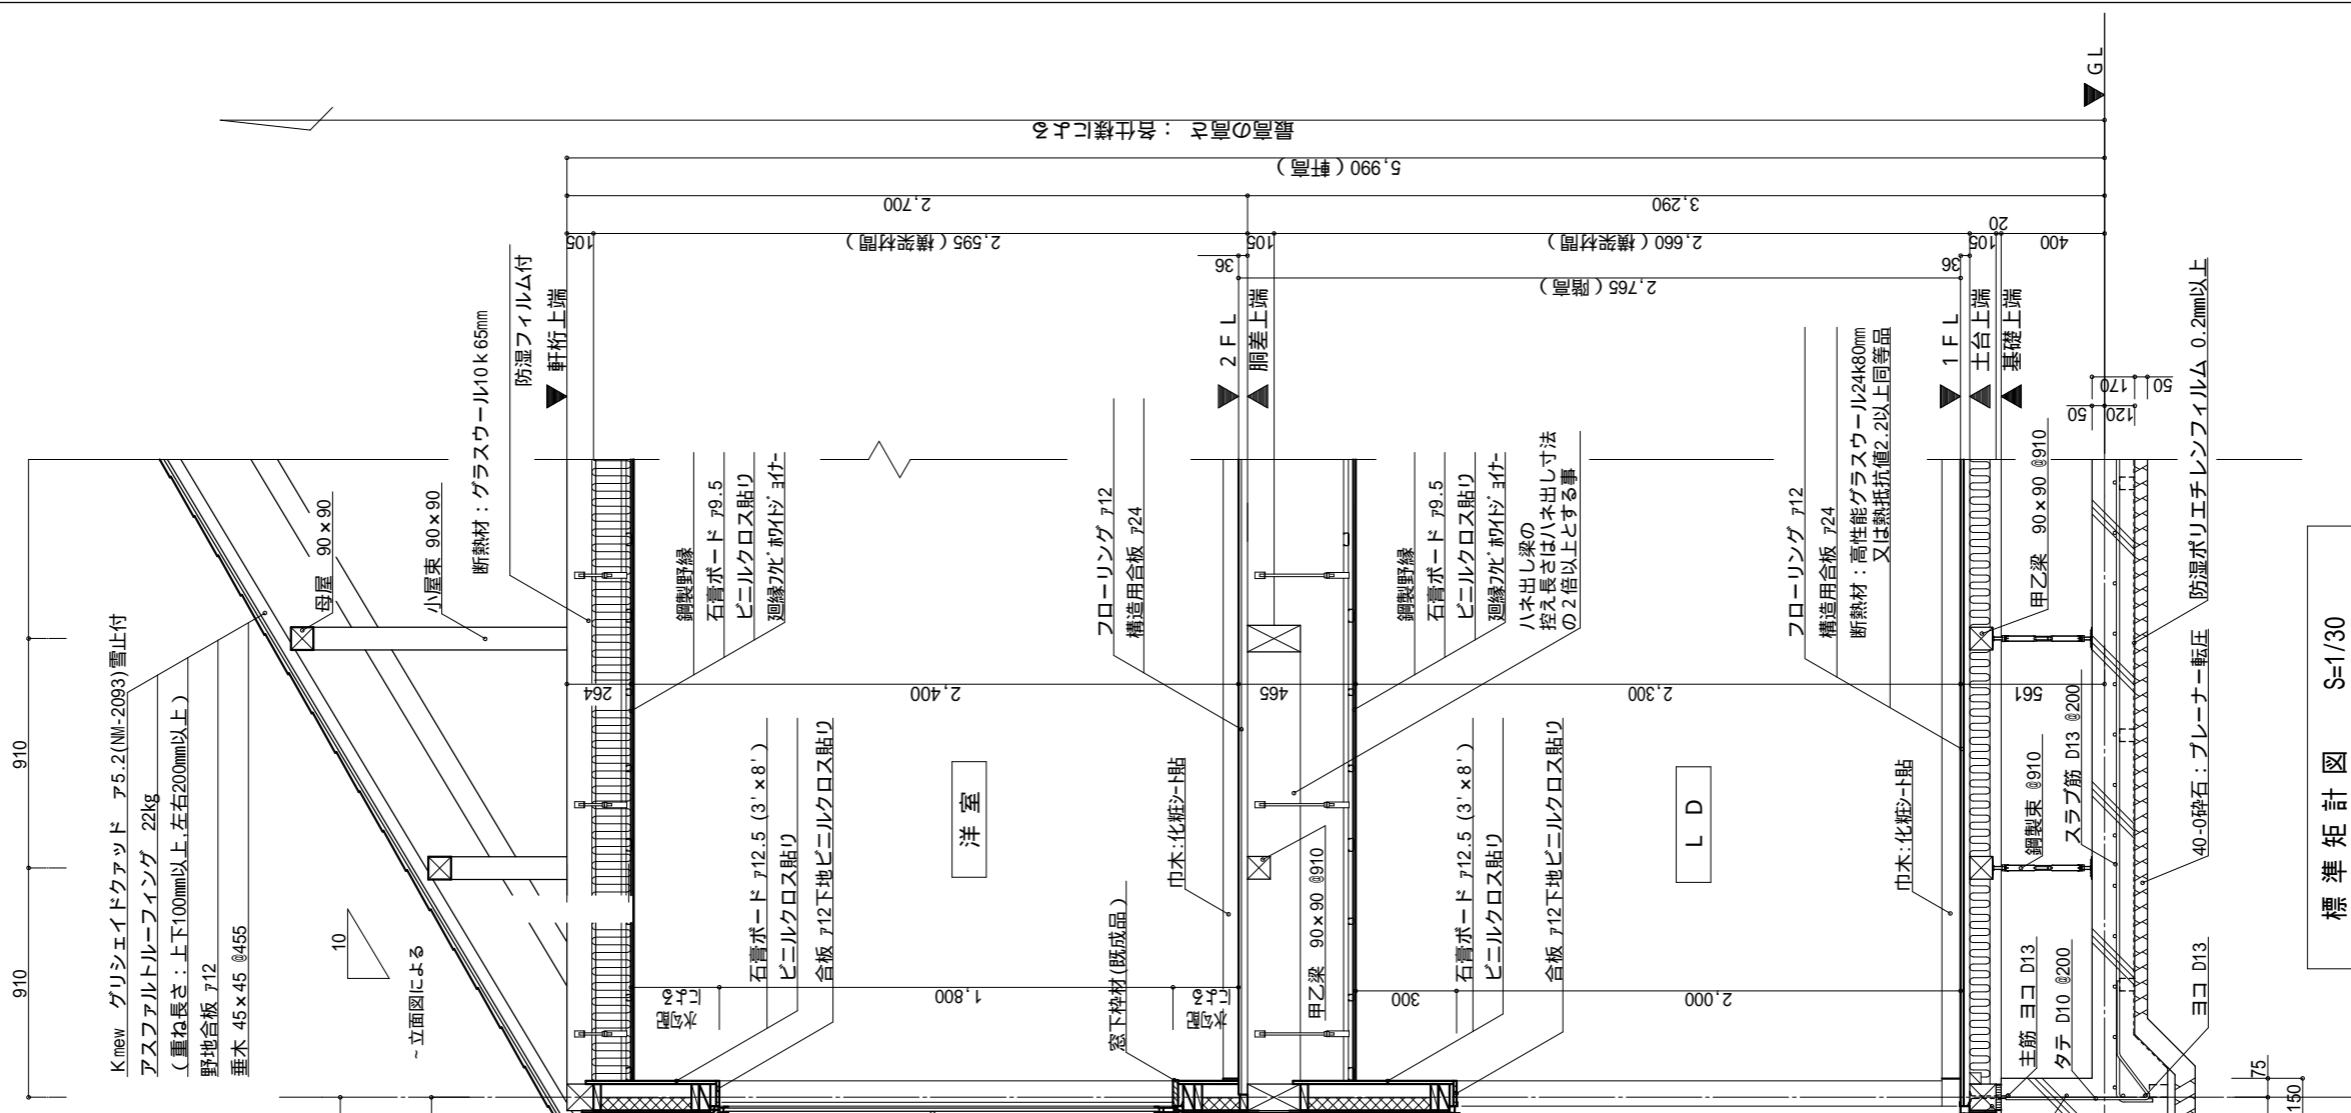 最高の高さ : 各仕様による
5,990 ( 軒高 )
2,700
3,290
105
2,595 ( 横架材間 )
105
2,660 ( 横架材間 )
105
20
400
36
2,765 ( 階高 )
36
GL
軒桁上端
2FL
胴差上端
1FL
土台上端
基礎上端
170
50
50
120
Kmew グリシェイドクァッド ァ5.2(NM-2093)雪止付
アスファルトルーフィング 22kg
( 重ね長さ : 上下100mm以上,左右200mm以上 )
野地合板 ァ12
垂木 45×45 @455
母屋 90×90
小屋束 90×90
断熱材 : グラスウール10k65mm
防湿フィルム付
10
~立面図による
910
910
鋼製野縁
石膏ボード ァ9.5
ビニルクロス貼り
廻縁フクビ ホワイトジョイナー
264
2,400
465
2,300
561
石膏ボード ァ12.5 (3'×8')
ビニルクロス貼り
合板 ァ12下地ビニルクロス貼り
洋室
1,800
フローリング ァ12
構造用合板 ァ24
巾木:化粧シート貼
窓下枠材(既成品)
甲乙梁 90×90 @910
鋼製野縁
石膏ボード ァ9.5
ビニルクロス貼り
廻縁フクビ ホワイトジョイナー
ハネ出し梁の
控え長さはハネ出し寸法
の2倍以上とする事
石膏ボード ァ12.5 (3'×8')
ビニルクロス貼り
合板 ァ12下地ビニルクロス貼り
LD
300
2,000
フローリング ァ12
構造用合板 ァ24
断熱材 : 高性能グラスウール24k80mm
又は熱抵抗値2.2以上同等品
巾木:化粧シート貼
甲乙梁 90×90 @910
鋼製束 @910
スラブ筋 D13 @200
主筋 ヨコ D13
タテ D10 @200
ヨコ D13
防湿ポリエチレンフィルム 0.2mm以上
40-0砕石 : プレーナー転圧
75
150
標準矩計図 S=1/30